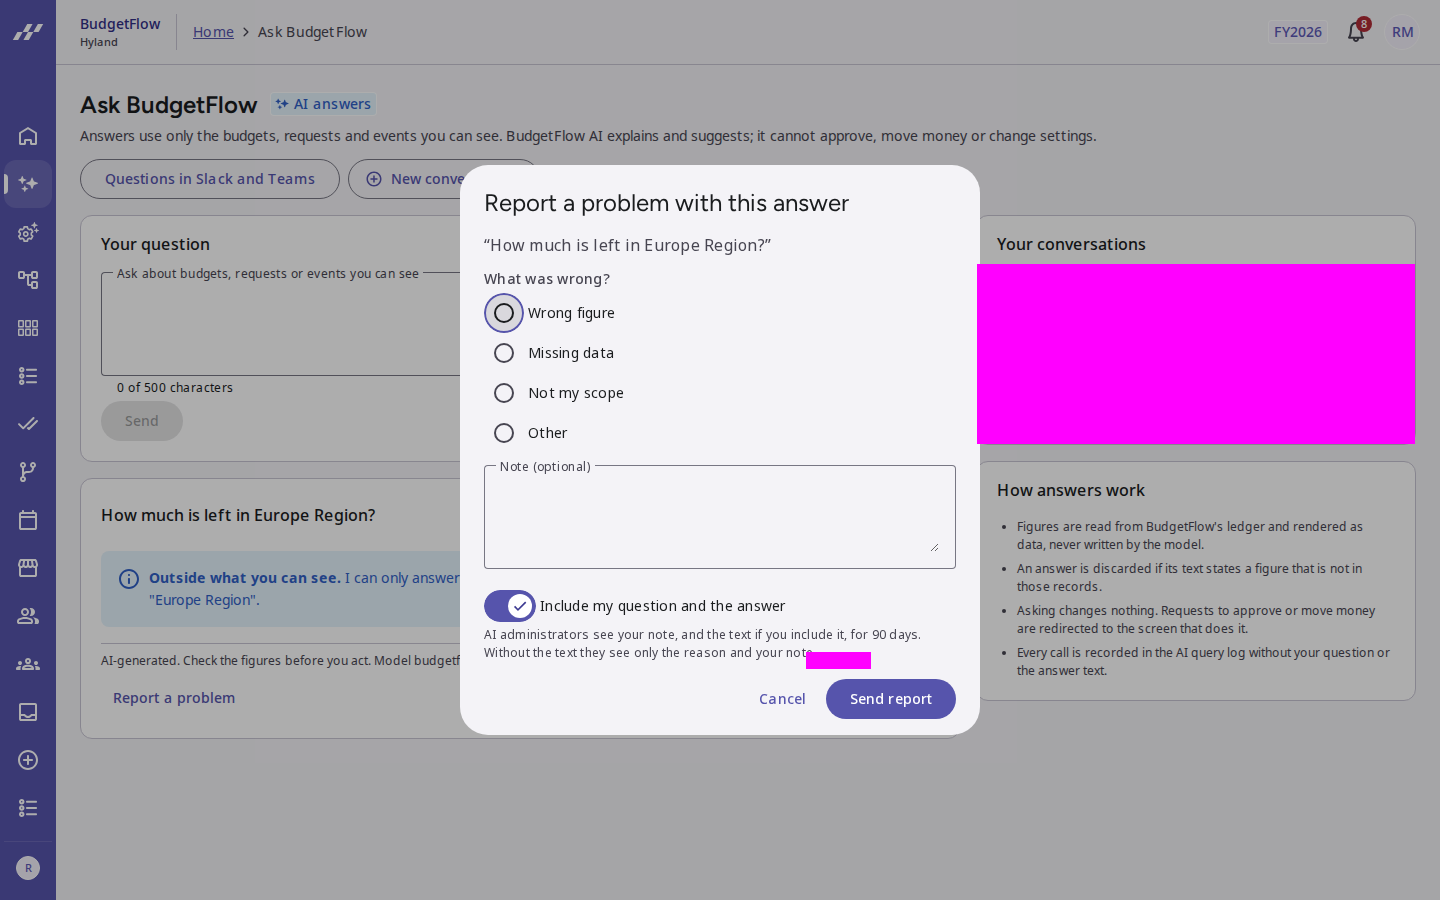 BudgetFlow
Hyland
Home
Ask BudgetFlow
FY2026
8
RM
Ask BudgetFlow
AI answers
Answers use only the budgets, requests and events you can see. BudgetFlow AI explains and suggests; it cannot approve, move money or change settings.
Questions in Slack and Teams
New conve
Your question
Ask about budgets, requests or events you can see
0 of 500 characters
Send
How much is left in Europe Region?
Outside what you can see. I can only answer
"Europe Region".
AI-generated. Check the figures before you act. Model budgetf
Report a problem
Report a problem with this answer
“How much is left in Europe Region?”
What was wrong?
Wrong figure
Missing data
Not my scope
Other
Note (optional)
Include my question and the answer
AI administrators see your note, and the text if you include it, for 90 days.
Without the text they see only the reason and your note
Cancel
Send report
Your conversations
How answers work
Figures are read from BudgetFlow's ledger and rendered as
data, never written by the model.
An answer is discarded if its text states a figure that is not in
those records.
Asking changes nothing. Requests to approve or move money
are redirected to the screen that does it.
Every call is recorded in the AI query log without your question or
the answer text.
R